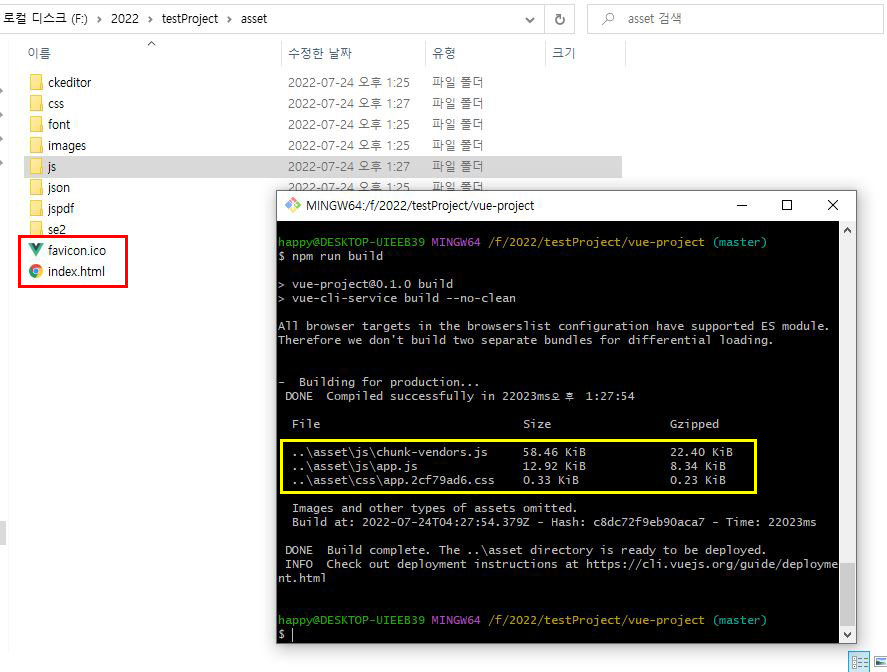 로컬 디스크 (F:) > 2022 > testProject > asset
asset 검색
이름 수정한 날짜 유형 크기
ckeditor 2022-07-24 오후 1:25 파일 폴더
css 2022-07-24 오후 1:27 파일 폴더
font 2022-07-24 오후 1:25 파일 폴더
images 2022-07-24 오후 1:25 파일 폴더
js 2022-07-24 오후 1:27 파일 폴더
json 2022-07-24 오후 1:25 파일 폴더
jspdf
se2
favicon.ico
index.html
MINGW64:/f/2022/testProject/vue-project
happy@DESKTOP-UIEEB39 MINGW64 /f/2022/testProject/vue-project (master)
$ npm run build
> vue-project@0.1.0 build
> vue-cli-service build --no-clean
All browser targets in the browserslist configuration have supported ES module.
Therefore we don't build two separate bundles for differential loading.
- Building for production...
DONE Compiled successfully in 22023ms오후 1:27:54
File Size Gzipped
..\asset\js\chunk-vendors.js 58.46 KiB 22.40 KiB
..\asset\js\app.js 12.92 KiB 8.34 KiB
..\asset\css\app.2cf79ad6.css 0.33 KiB 0.23 KiB
Images and other types of assets omitted.
Build at: 2022-07-24T04:27:54.379Z - Hash: c8dc72f9eb90aca7 - Time: 22023ms
DONE Build complete. The ..\asset directory is ready to be deployed.
INFO Check out deployment instructions at https://cli.vuejs.org/guide/deployme
nt.html
happy@DESKTOP-UIEEB39 MINGW64 /f/2022/testProject/vue-project (master)
$